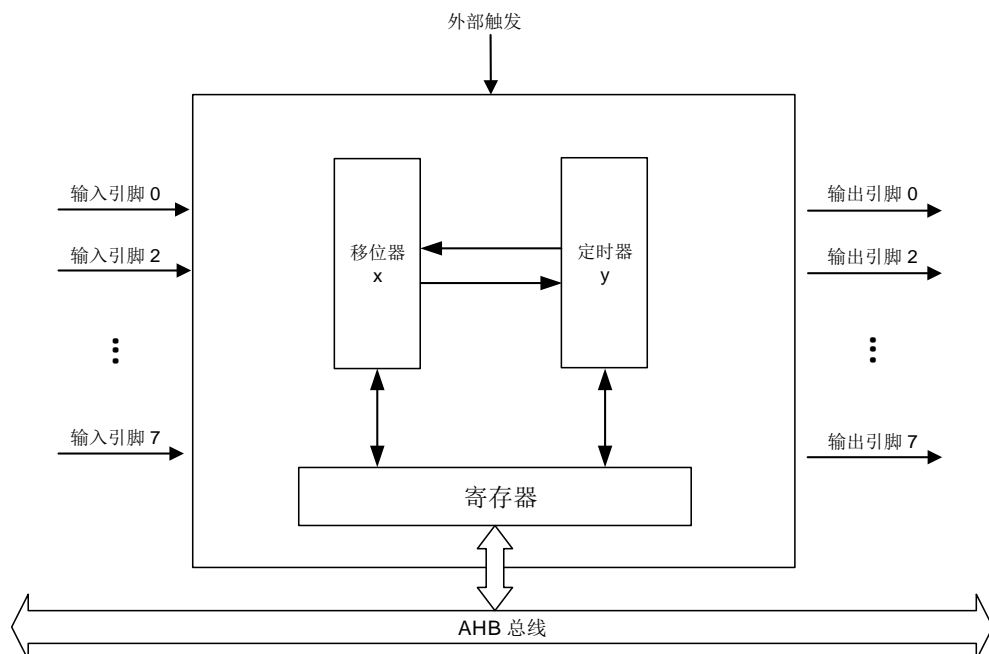 外部触发
输入引脚 0
输出引脚 0
移位器
x
定时器
y
输入引脚 2
输出引脚 2
输入引脚 7
输出引脚 7
寄存器
AHB 总线